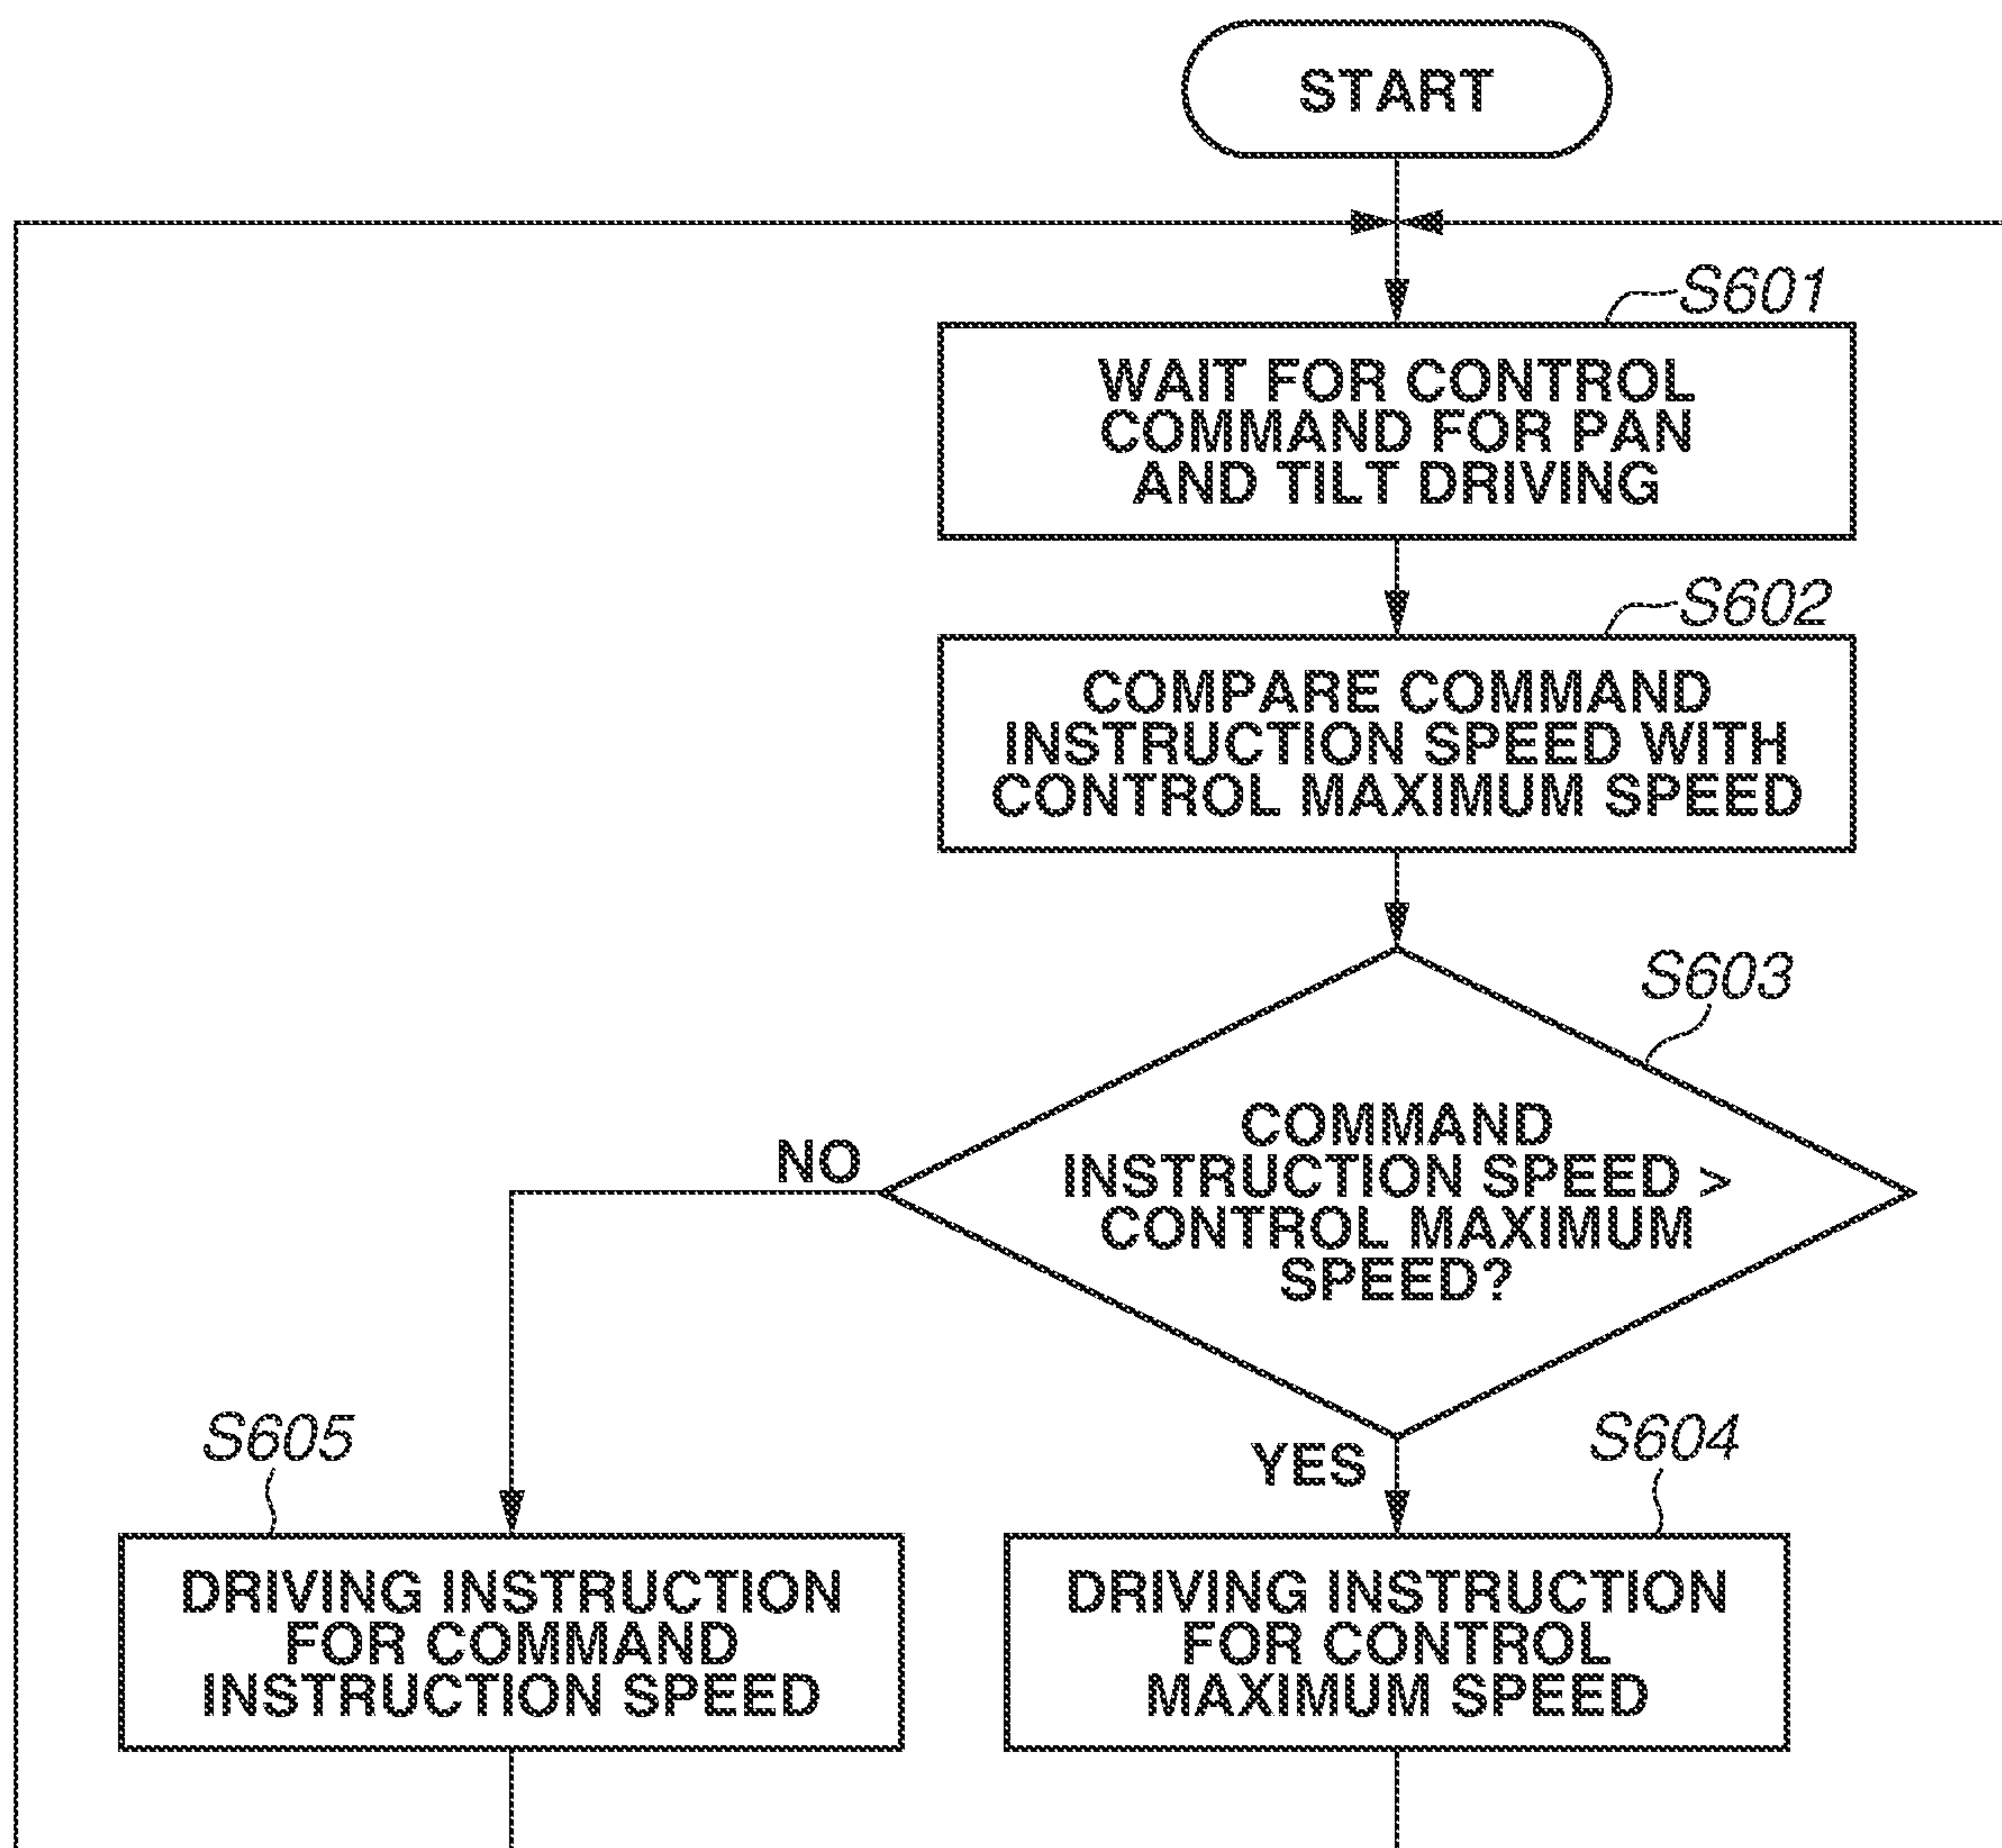 START
S601
WAIT FOR CONTROL
COMMAND FOR PAN
AND TILT DRIVING
S602
COMPARE COMMAND
INSTRUCTION SPEED WITH
CONTROL MAXIMUM SPEED
S603
COMMAND
INSTRUCTION SPEED >
CONTROL MAXIMUM
SPEED?
NO
YES
S605
DRIVING INSTRUCTION
FOR COMMAND
INSTRUCTION SPEED
S604
DRIVING INSTRUCTION
FOR CONTROL
MAXIMUM SPEED